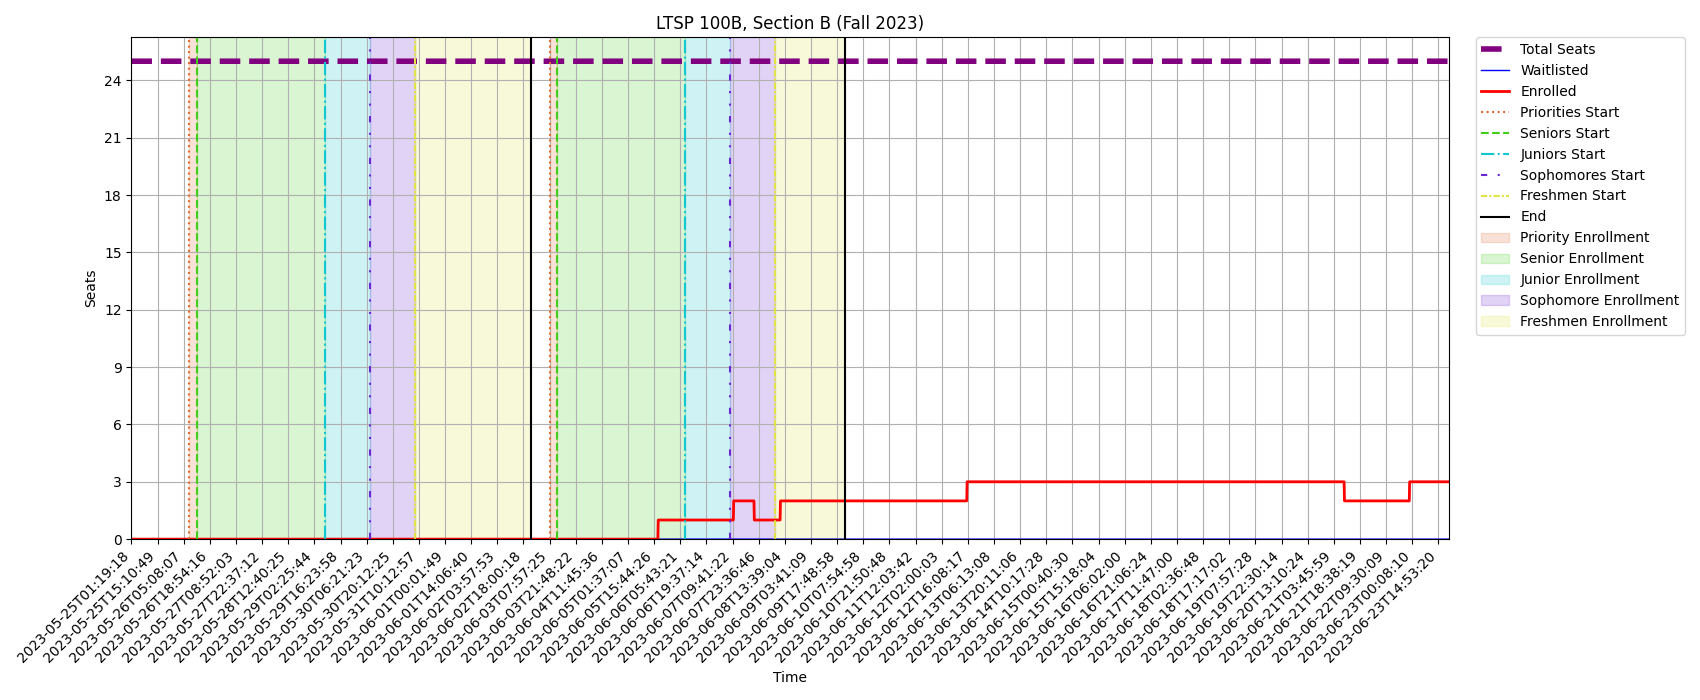 LTSP 100B, Section B (Fall 2023)
Total Seats
Waitlisted
Enrolled
Priorities Start
Seniors Start
Juniors Start
Sophomores Start
Freshmen Start
End
Priority Enrollment
Senior Enrollment
Junior Enrollment
Sophomore Enrollment
Freshmen Enrollment
Seats
24
21
18
15
12
9
6
3
0
2023-05-25T01:19:18
2023-05-25T15:10:49
2023-05-26T05:08:07
2023-05-26T18:54:16
2023-05-27T08:52:03
2023-05-27T22:37:12
2023-05-28T12:40:25
2023-05-29T02:25:44
2023-05-29T16:23:58
2023-05-30T06:21:23
2023-05-30T20:12:25
2023-05-31T10:12:57
2023-06-01T00:01:49
2023-06-01T14:06:40
2023-06-02T03:57:53
2023-06-02T18:00:18
2023-06-03T07:57:25
2023-06-03T21:48:22
2023-06-04T11:45:36
2023-06-05T01:37:07
2023-06-05T15:44:26
2023-06-06T05:43:21
2023-06-06T19:37:14
2023-06-07T09:41:22
2023-06-07T23:36:46
2023-06-08T13:39:04
2023-06-09T03:41:09
2023-06-09T17:48:58
2023-06-10T07:54:58
2023-06-10T21:50:48
2023-06-11T12:03:42
2023-06-12T02:00:03
2023-06-12T16:08:17
2023-06-13T06:13:08
2023-06-13T20:11:06
2023-06-14T10:17:28
2023-06-15T00:40:30
2023-06-15T15:18:04
2023-06-16T06:02:00
2023-06-16T21:06:24
2023-06-17T11:47:00
2023-06-18T02:36:48
2023-06-18T17:17:02
2023-06-19T07:57:28
2023-06-19T22:30:14
2023-06-20T13:10:24
2023-06-21T03:45:59
2023-06-21T18:38:19
2023-06-22T09:30:09
2023-06-23T00:08:10
2023-06-23T14:53:20
Time